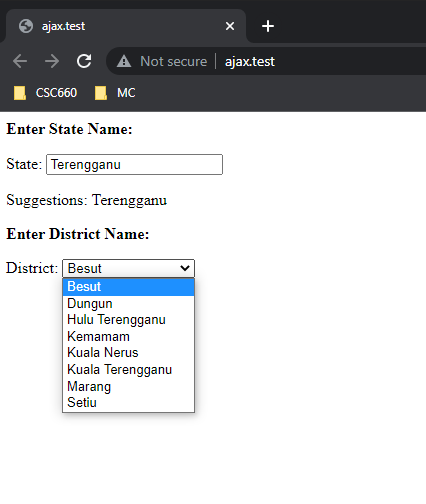 ajax.test
Not secure ajax.test
CSC660 MC
Enter State Name:
State: Terengganu
Suggestions: Terengganu
Enter District Name:
District: Besut
Besut
Dungun
Hulu Terengganu
Kemamam
Kuala Nerus
Kuala Terengganu
Marang
Setiu